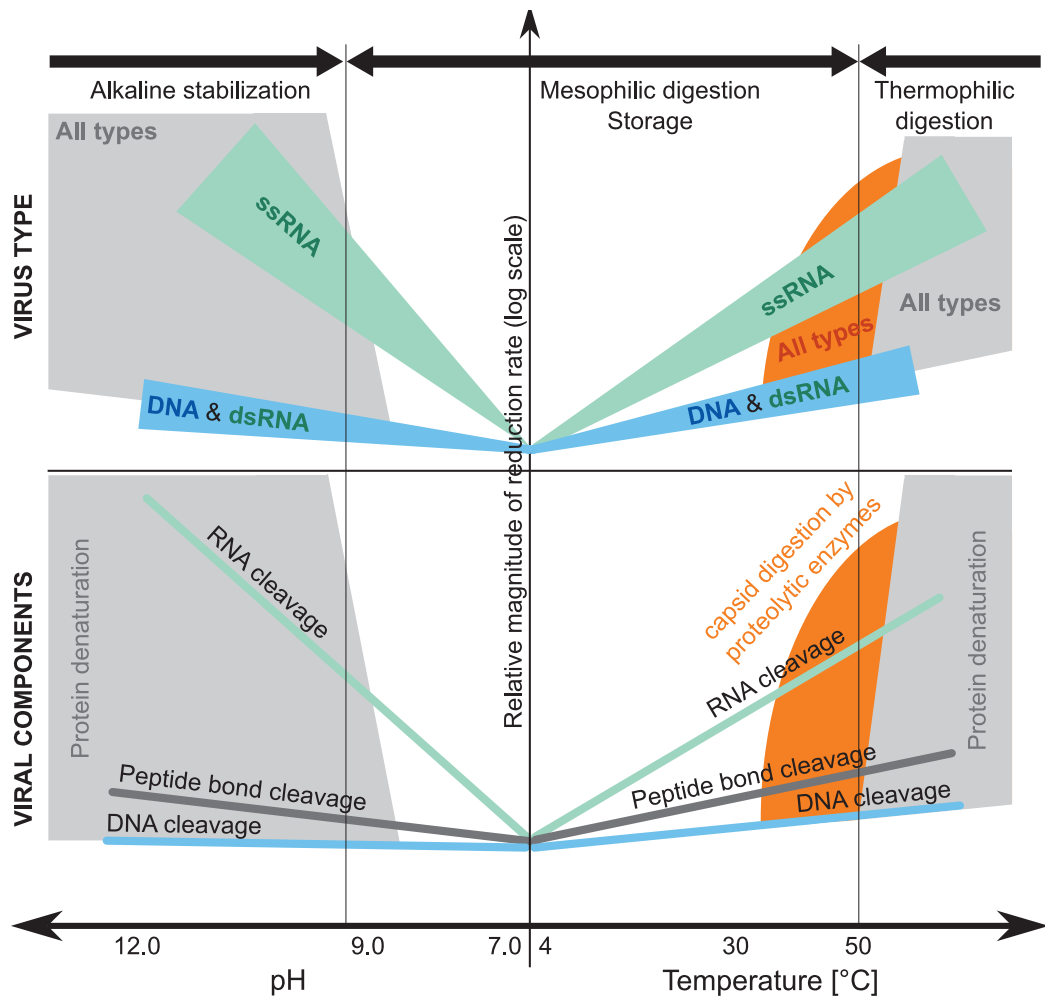 Alkaline stabilization
Mesophilic digestion
Storage
Thermophilic
digestion
VIRUS TYPE
All types
ssRNA
DNA & dsRNA
Relative magnitude of reduction rate (log scale)
ssRNA
All types
All types
DNA & dsRNA
VIRAL COMPONENTS
Protein denaturation
RNA cleavage
Peptide bond cleavage
DNA cleavage
capsid digestion by
proteolytic enzymes
RNA cleavage
Peptide bond cleavage
DNA cleavage
Protein denaturation
12.0 9.0 7.0 4 30 50
pH Temperature [°C]